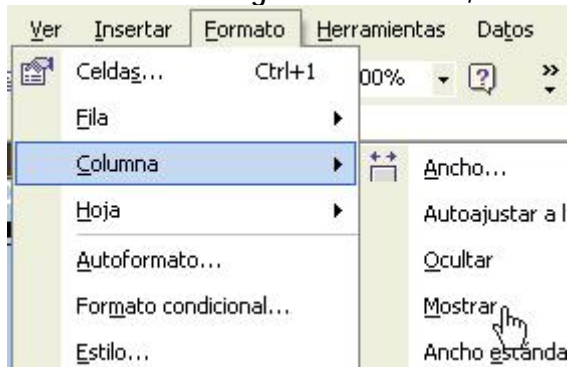 Ver Insertar Formato Herramientas Datos
Celdas... Ctrl+1 00%
Fila
Columna Ancho...
Hoja Autoajustar a l
Autoformato... Ocultar
Formato condicional... Mostrar
Estilo... Ancho estánda